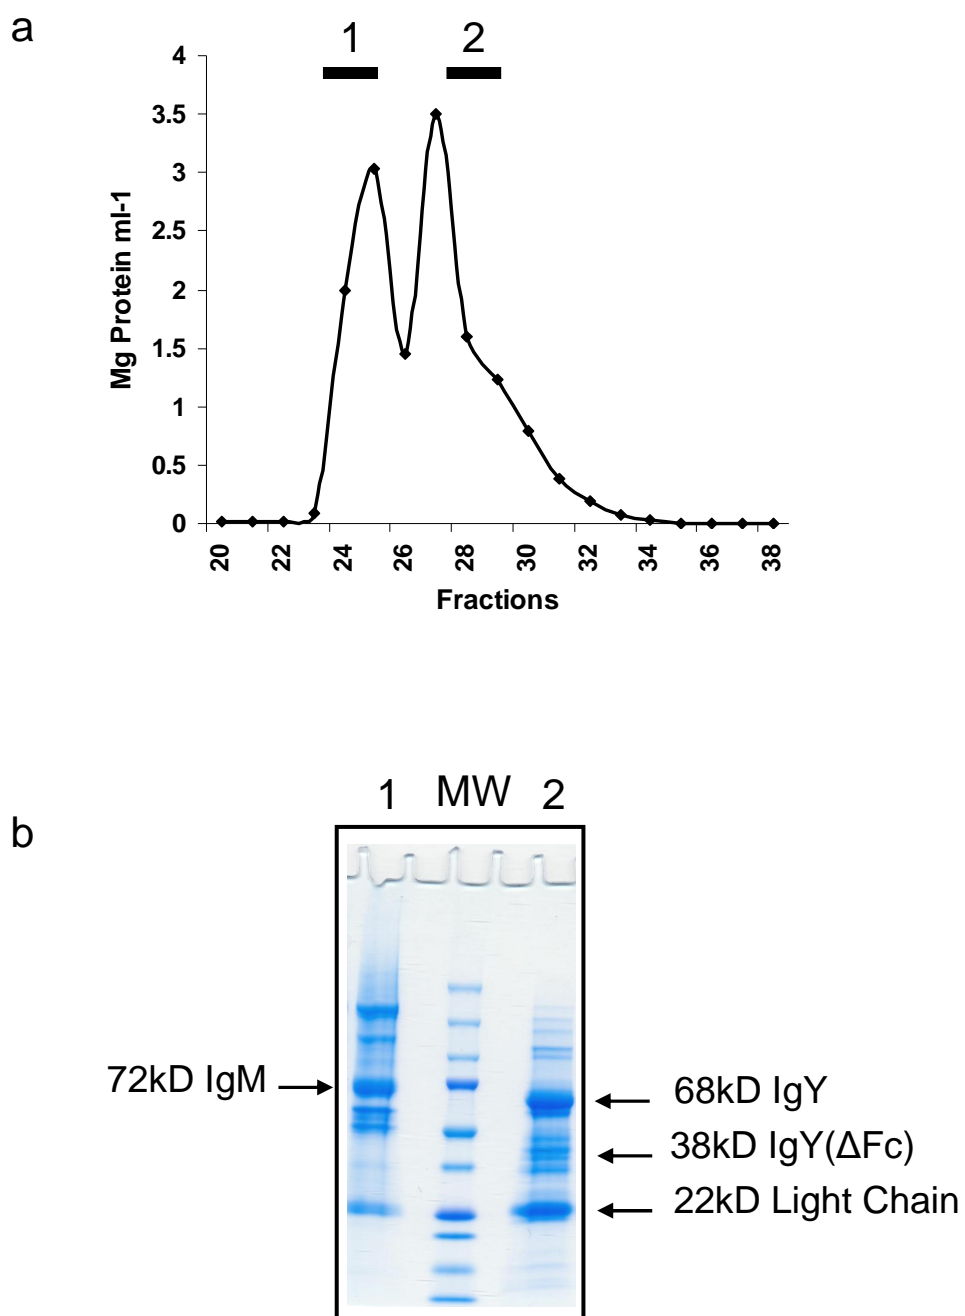 a
1 2
4
3.5
3
2.5
2
1.5
1
0.5
0
Mg Protein ml-1
20 22 24 26 28 30 32 34 36 38
Fractions
b
1 MW 2
72kD IgM
68kD IgY
38kD IgY(ΔFc)
22kD Light Chain